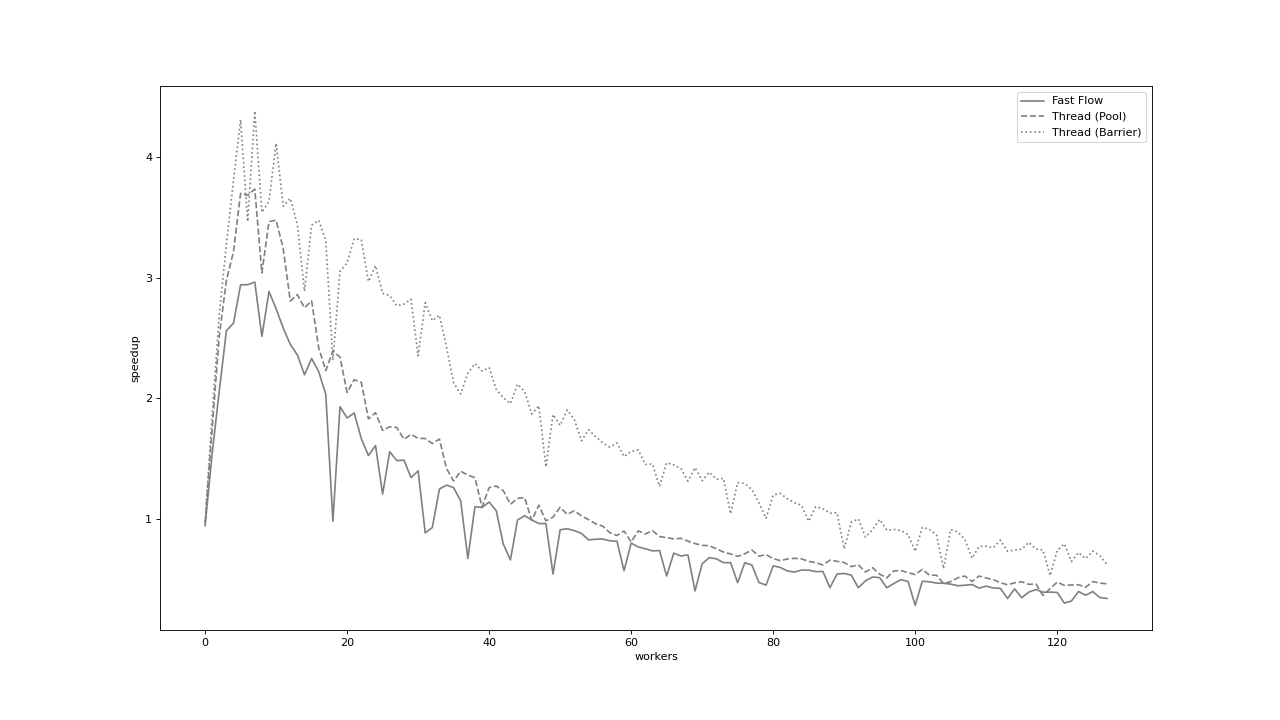 Fast Flow
Thread (Pool)
Thread (Barrier)
speedup
4
3
2
1
0 20 40 60 80 100 120
workers